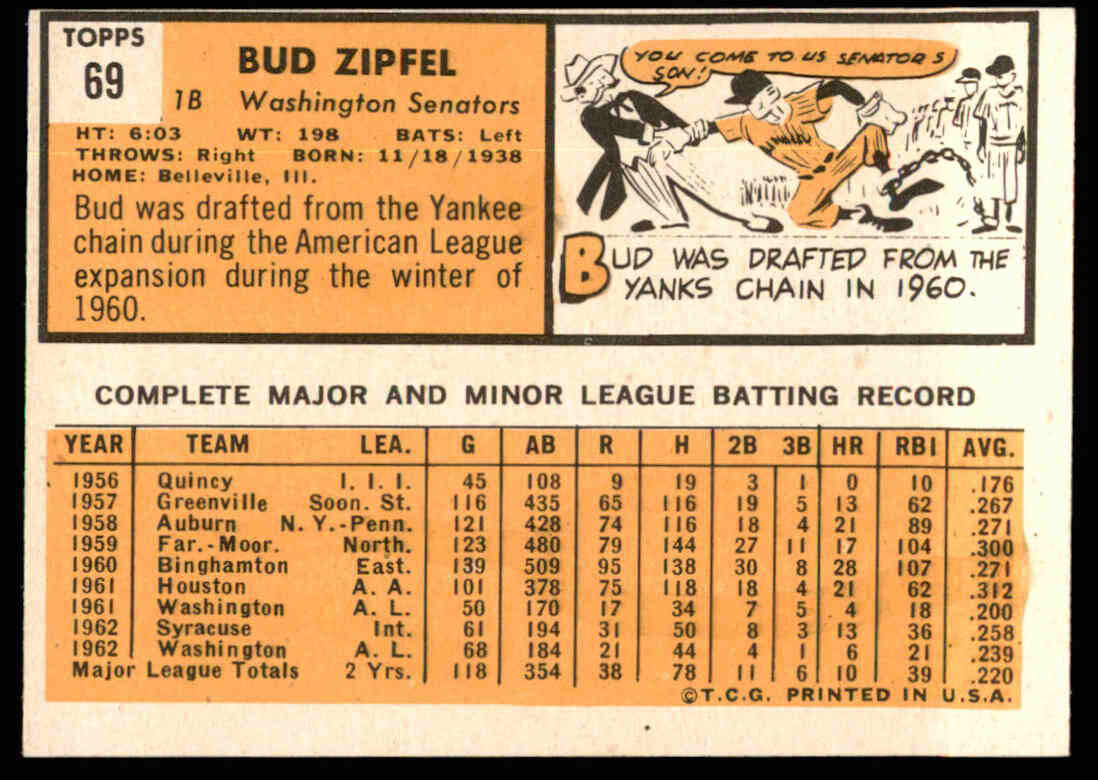 TOPPS
69
BUD ZIPFEL
1B Washington Senators
HT: 6:03 WT: 198 BATS: Left
THROWS: Right BORN: 11/18/1938
HOME: Belleville, Ill.
Bud was drafted from the Yankee
chain during the American League
expansion during the winter of
1960.
YOU COME TO US SENATORS
SON!
BUD WAS DRAFTED FROM THE
YANKS CHAIN IN 1960.
COMPLETE MAJOR AND MINOR LEAGUE BATTING RECORD
YEAR TEAM LEA. G AB R H 2B 3B HR RBI AVG.
1956 Quincy I. I. I. 45 108 9 19 3 1 0 10 .176
1957 Greenville Soon. St. 116 435 65 116 19 5 13 62 .267
1958 Auburn N. Y.-Penn. 121 428 74 116 18 4 21 89 .271
1959 Far.-Moor. North. 123 480 79 144 27 11 17 104 .300
1960 Binghamton East. 139 509 95 138 30 8 28 107 .271
1961 Houston A. A. 101 378 75 118 18 4 21 62 .312
1961 Washington A. L. 50 170 17 34 7 5 4 18 .200
1962 Syracuse Int. 61 194 31 50 8 3 13 36 .258
1962 Washington A. L. 68 184 21 44 4 1 6 21 .239
Major League Totals 2 Yrs. 118 354 38 78 11 6 10 39 .220
©T.C.G. PRINTED IN U.S.A.